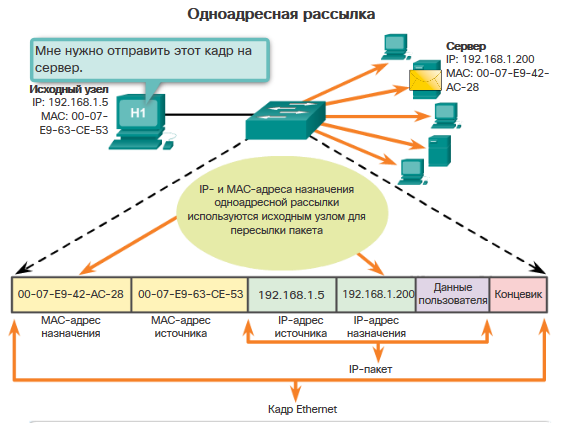 Одноадресная рассылка
Мне нужно отправить этот кадр на
сервер.
Исходный узел
IP: 192.168.1.5
MAC: 00-07-
E9-63-CE-53
H1
Сервер
IP: 192.168.1.200
MAC: 00-07-E9-42-
AC-28
IP- и MAC-адреса назначения
одноадресной рассылки
используются исходным узлом для
пересылки пакета
00-07-E9-42-AC-28
00-07-E9-63-CE-53
192.168.1.5
192.168.1.200
Данные
пользователя
Концевик
MAC-адрес
назначения
MAC-адрес
источника
IP-адрес
источника
IP-адрес
назначения
IP-пакет
Кадр Ethernet